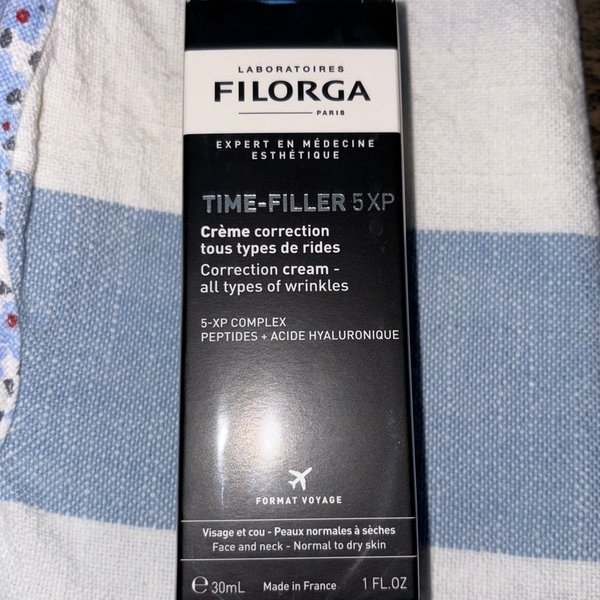 LABORATOIRES
FILORGA
PARIS
EXPERT EN MÉDECINE
ESTHÉTIQUE
TIME-FILLER 5 XP
Crème correction
tous types de rides
Correction cream -
all types of wrinkles
5-XP COMPLEX
PEPTIDES + ACIDE HYALURONIQUE
FORMAT VOYAGE
Visage et cou - Peaux normales à sèches
Face and neck - Normal to dry skin
℮ 30mL Made in France 1 FL.OZ